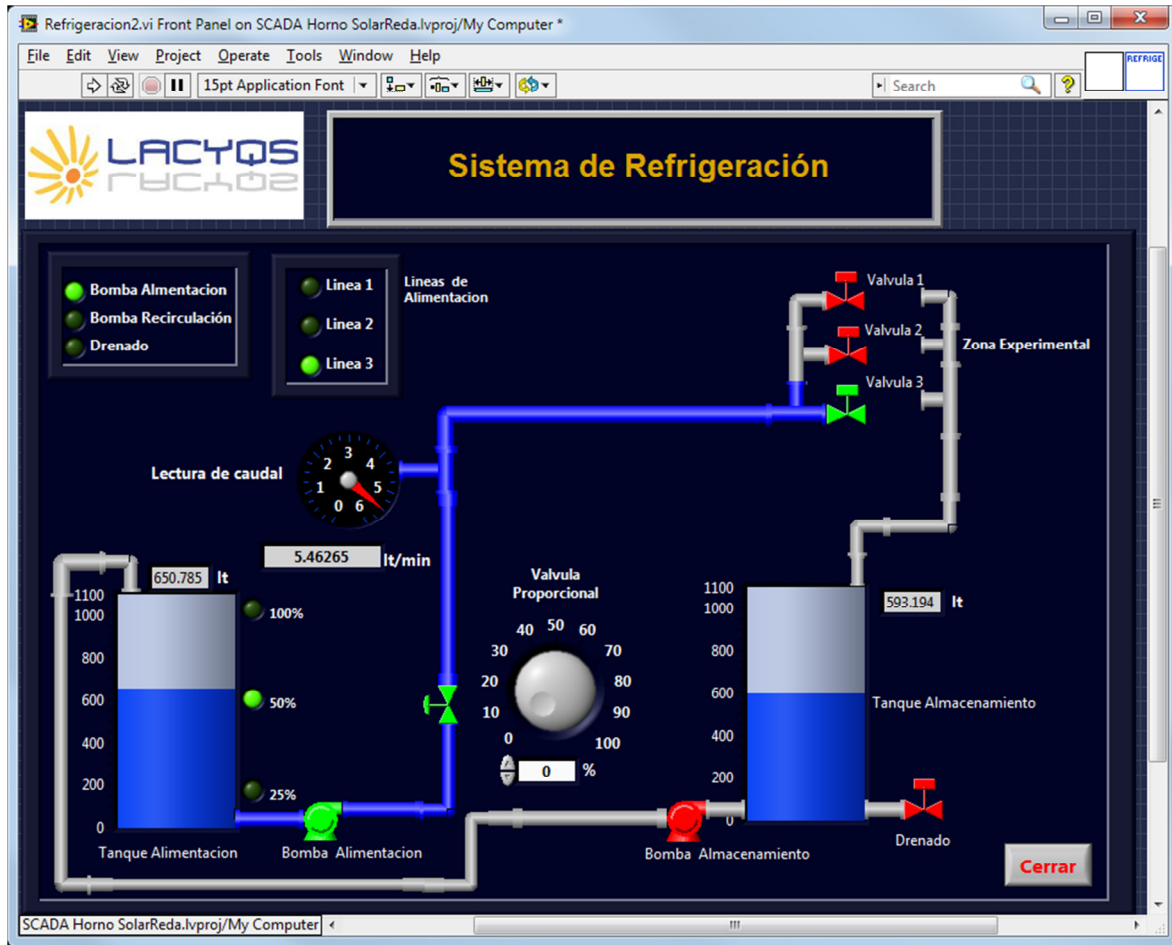 Refrigeracion2.vi Front Panel on SCADA Horno SolarReda.lvproj/My Computer *
File Edit View Project Operate Tools Window Help
15pt Application Font
Search
REFRIGE
LACYQS
Sistema de Refrigeración
Bomba Almentacion
Bomba Recirculación
Drenado
Linea 1
Linea 2
Linea 3
Lineas de
Alimentacion
Valvula 1
Valvula 2
Valvula 3
Zona Experimental
Lectura de caudal
0 1 2 3 4 5 6
5.46265 lt/min
650.785 lt
1100
1000
800
600
400
200
0
100%
50%
25%
Tanque Alimentacion
Bomba Alimentacion
Valvula
Proporcional
0 10 20 30 40 50 60 70 80 90 100
0 %
1100
1000
800
600
400
200
0
593.194 lt
Tanque Almacenamiento
Bomba Almacenamiento
Drenado
Cerrar
SCADA Horno SolarReda.lvproj/My Computer